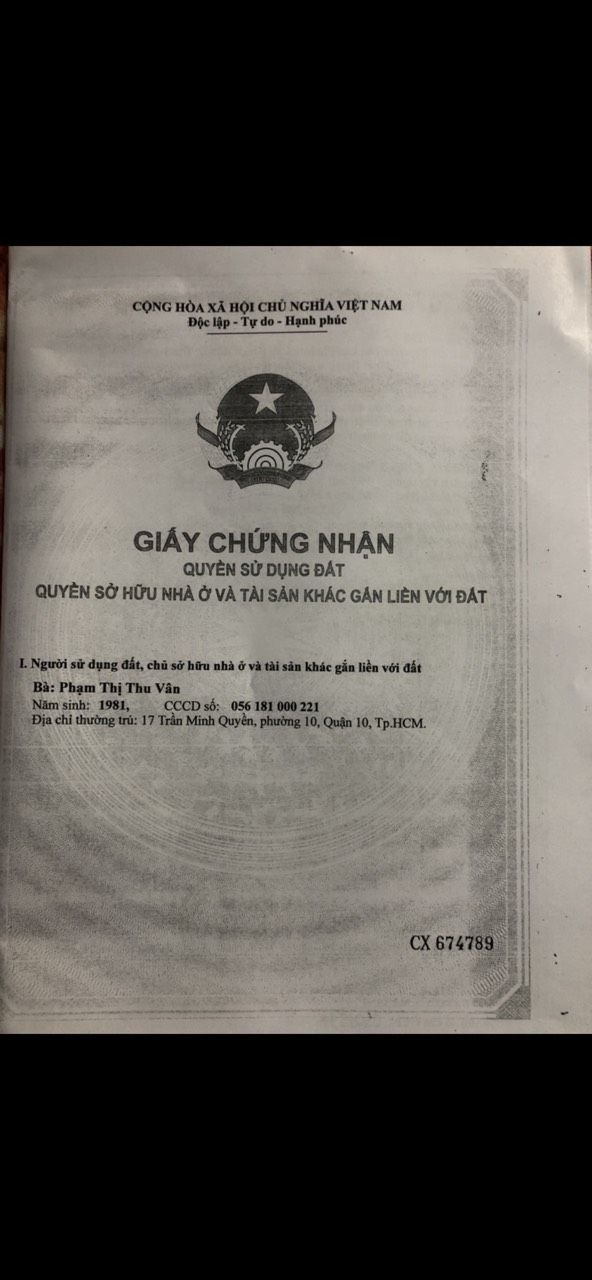 CỘNG HÒA XÃ HỘI CHỦ NGHĨA VIỆT NAM
Độc lập - Tự do - Hạnh phúc
GIẤY CHỨNG NHẬN
QUYỀN SỬ DỤNG ĐẤT
QUYỀN SỞ HỮU NHÀ Ở VÀ TÀI SẢN KHÁC GẮN LIỀN VỚI ĐẤT
I. Người sử dụng đất, chủ sở hữu nhà ở và tài sản khác gắn liền với đất
Bà: Phạm Thị Thu Vân
Năm sinh: 1981, CCCD số: 056 181 000 221
Địa chỉ thường trú: 17 Trần Minh Quyền, phường 10, Quận 10, Tp.HCM.
CX 674789